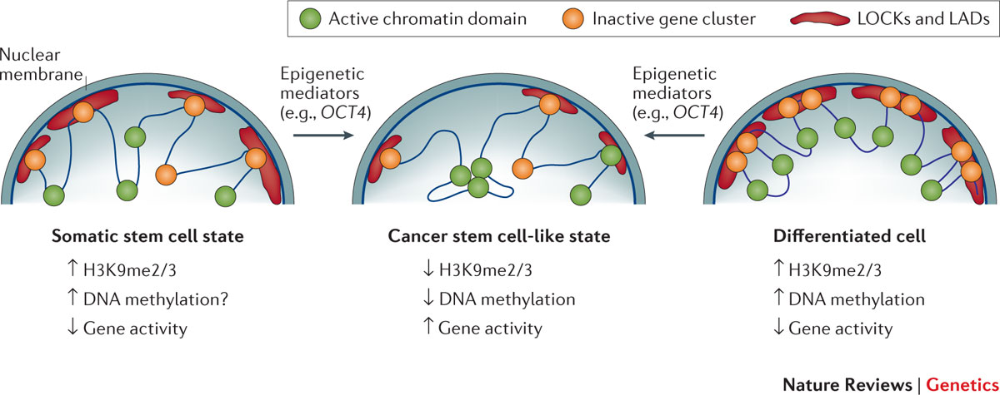 Active chromatin domain
Inactive gene cluster
LOCKs and LADs
Nuclear
membrane
Epigenetic
mediators
(e.g., OCT4)
Epigenetic
mediators
(e.g., OCT4)
Somatic stem cell state
↑ H3K9me2/3
↑ DNA methylation?
↓ Gene activity
Cancer stem cell-like state
↓ H3K9me2/3
↓ DNA methylation
↑ Gene activity
Differentiated cell
↑ H3K9me2/3
↑ DNA methylation
↓ Gene activity
Nature Reviews | Genetics